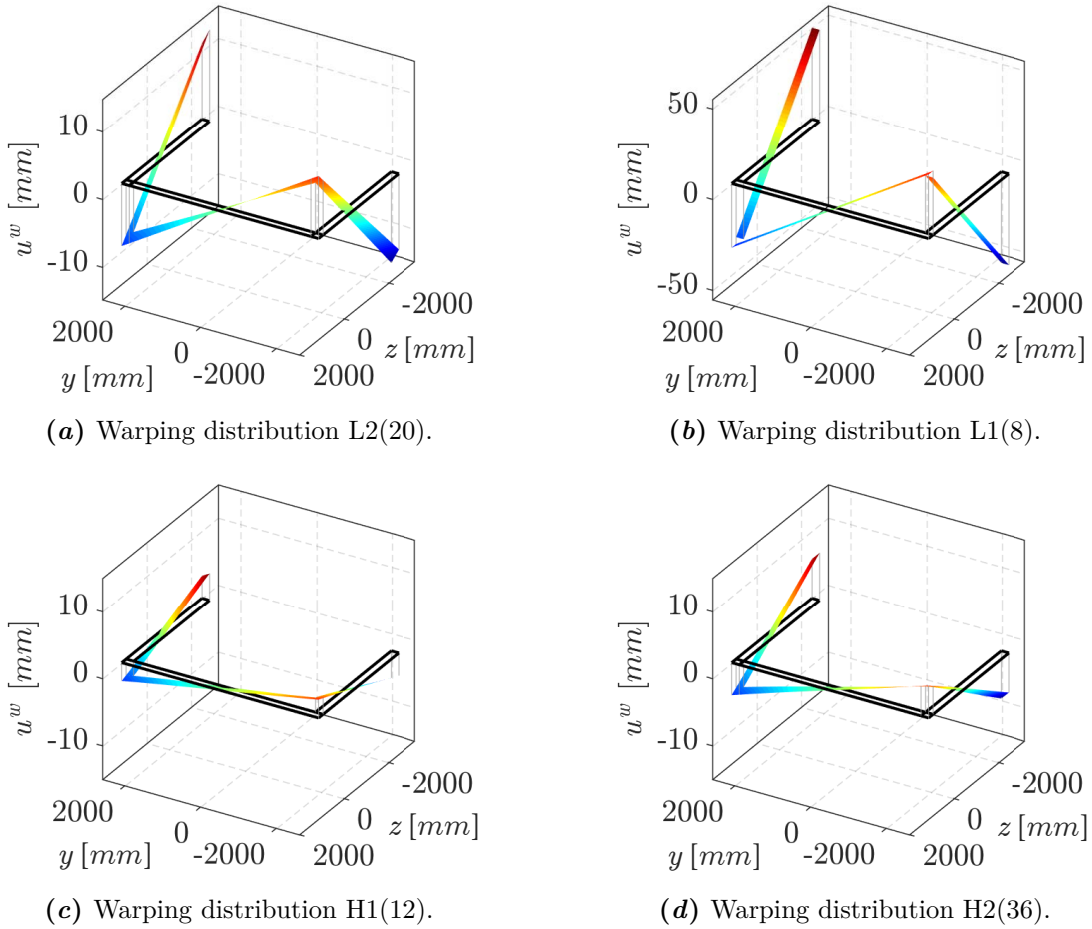 10
0
-10
u^w [mm]
2000
0
-2000
y [mm]
-2000
0
2000
z [mm]
(a) Warping distribution L2(20).
50
0
-50
u^w [mm]
2000
0
-2000
y [mm]
-2000
0
2000
z [mm]
(b) Warping distribution L1(8).
10
0
-10
u^w [mm]
2000
0
-2000
y [mm]
-2000
0
2000
z [mm]
(c) Warping distribution H1(12).
10
0
-10
u^w [mm]
2000
0
-2000
y [mm]
-2000
0
2000
z [mm]
(d) Warping distribution H2(36).